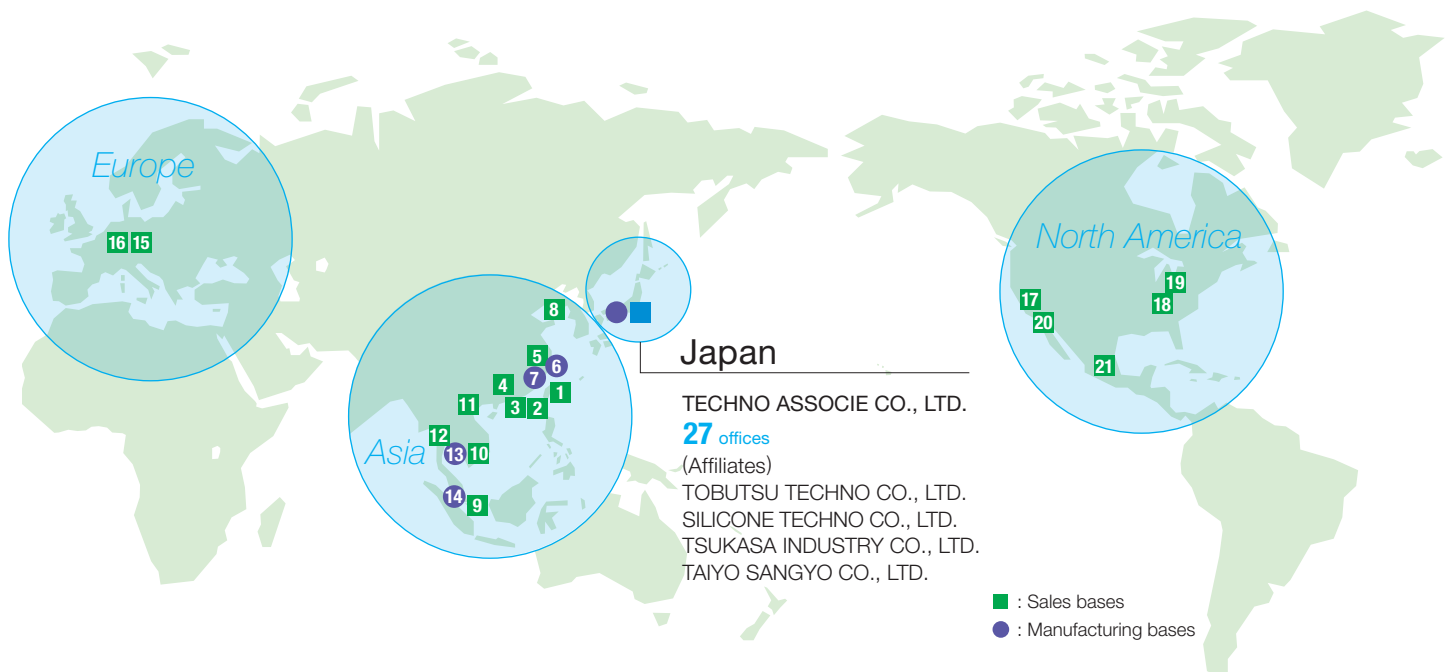 Europe
16 15
North America
19
17
18
20
21
8
5
6
7
4
1
11
3 2
12
Asia
13 10
14
9
Japan
TECHNO ASSOCIE CO., LTD.
27 offices
(Affiliates)
TOBUTSU TECHNO CO., LTD.
SILICONE TECHNO CO., LTD.
TSUKASA INDUSTRY CO., LTD.
TAIYO SANGYO CO., LTD.
: Sales bases
: Manufacturing bases